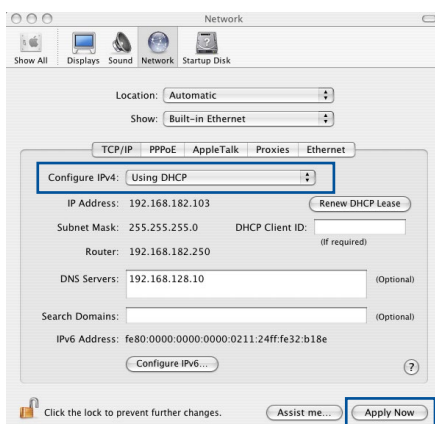 Network
Show All Displays Sound Network Startup Disk
Location: Automatic
Show: Built-in Ethernet
TCP/IP PPPoE AppleTalk Proxies Ethernet
Configure IPv4: Using DHCP
IP Address: 192.168.182.103 Renew DHCP Lease
Subnet Mask: 255.255.255.0 DHCP Client ID:
(If required)
Router: 192.168.182.250
DNS Servers: 192.168.128.10 (Optional)
Search Domains: (Optional)
IPv6 Address: fe80:0000:0000:0000:0211:24ff:fe32:b18e
Configure IPv6... ?
Click the lock to prevent further changes. Assist me... Apply Now